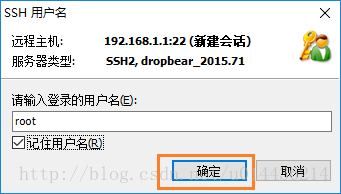 SSH 用户名
远程主机: 192.168.1.1:22 (新建会话)
服务器类型: SSH2, dropbear_2015.71
请输入登录的用户名(E):
root
记住用户名(R)
确定
取消